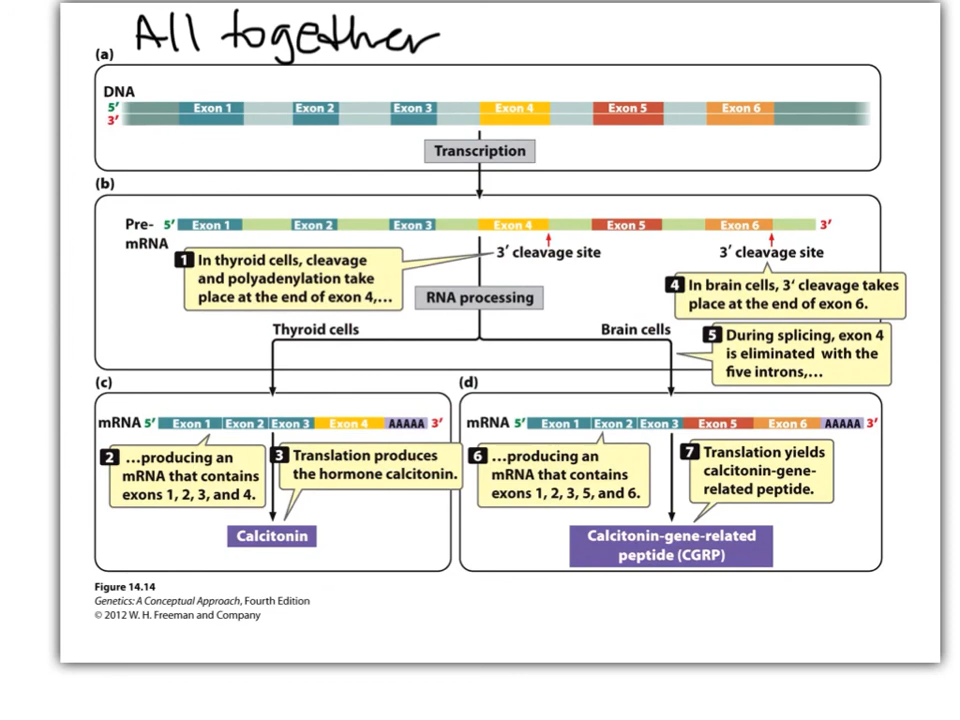 All together
(a)
DNA
5′ Exon 1 Exon 2 Exon 3 Exon 4 Exon 5 Exon 6
3′
Transcription
(b)
Pre-mRNA 5′ Exon 1 Exon 2 Exon 3 Exon 4 Exon 5 Exon 6 3′
3′ cleavage site
3′ cleavage site
1 In thyroid cells, cleavage
and polyadenylation take
place at the end of exon 4,...
4 In brain cells, 3′ cleavage takes
place at the end of exon 6.
RNA processing
Thyroid cells
Brain cells
5 During splicing, exon 4
is eliminated with the
five introns,...
(c)
mRNA 5′ Exon 1 Exon 2 Exon 3 Exon 4 AAAAA 3′
2 ...producing an
mRNA that contains
exons 1, 2, 3, and 4.
3 Translation produces
the hormone calcitonin.
Calcitonin
(d)
mRNA 5′ Exon 1 Exon 2 Exon 3 Exon 5 Exon 6 AAAAA 3′
6 ...producing an
mRNA that contains
exons 1, 2, 3, 5, and 6.
7 Translation yields
calcitonin-gene-
related peptide.
Calcitonin-gene-related
peptide (CGRP)
Figure 14.14
Genetics: A Conceptual Approach, Fourth Edition
© 2012 W. H. Freeman and Company